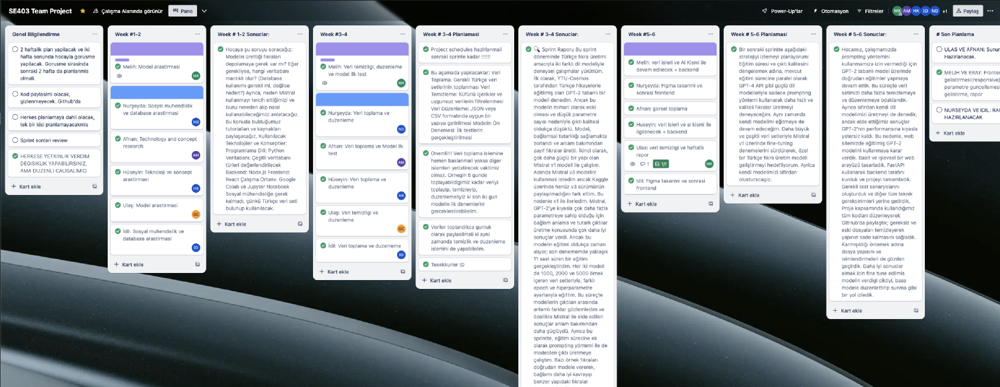 SE403 Team Project
Çalışma Alanında görünür
Pano
Power-Up'lar
Otomasyon
Filtreler
MK
AM
HK
IO
ND
+1
Paylaş
Genel Bilgilendirme
2 haftalik plan yapilacak ve iki
hafta sonunda hocayla gorusme
yapilacak. Gorusme sirasinda
sonraki 2 hafta da planlanmis
olmali.
Kod paylasimi olacak,
gizlenmeyecek. Github'da
Herkes planlamaya dahil olacak,
tek bir kisi planlamayacakmis
Sprint sonlari review
HERKESE YETKINLIK VERDIM
DEGISIKLIK YAPABILIRSINIZ,
AMA DUZENLI CALISALIM:D
Kart ekle
Week #1-2
Melih: Model arastirmasi
MK
Nurşeyda: Sosyal muhendislik
ve database arastirmasi
ND
Afnan: Technology and concept
research
AM
Hüseyin: Teknoloji ve konsept
arastirmasi
HK
Ulaş: Model arastirmasi
OC
İdil: Sosyal muhendislik ve
database arastirmasi
IO
Kart ekle
Week # 1-2 Sonuclar:
Hocaya şu soruyu soracağız:
Modelin ürettiği fıkraları
depolamaya gerek var mı? Eğer
gerekliyse, hangi veritabanı
mantıklı olur? (Database
kullanımı gerekli mi, değilse
neden?) Ayrıca, neden Mistral
kullanmayı tercih ettiğimizi ve
bunu nereden alıp nasıl
kullanabileceğimizi anlatacağız.
Bu konuda bulduğumuz
tutorialları ve kaynakları
paylaşacağız. Kullanılacak
Teknolojiler ve Konseptler:
Programlama Dili: Python
Veritabanı: Çeşitli veritabanı
türleri değerlendirilecek
Backend: Node.js Frontend:
React Çalışma Ortamı: Google
Colab ve Jupyter Notebook
Sosyal mühendisliğe gerek
kalmadı, çünkü Türkçe veri seti
bulunup kullanılacak.
Kart ekle
Week #3-4
Melih: Veri temizligi, duzenleme
ve model ilk test
MK
Nurşeyda: Veri toplama ve
duzenleme
ND
Afnan: Veri toplama ve Model ilk
test
AM
Hüseyin: Veri toplama ve
duzenleme
HK
Ulaş: Veri temizligi ve
duzenleme
OC
İdil: Veri toplama ve duzenleme
IO
Kart ekle
Week # 3-4 Planlamasi
Project schedules hazirlanmali
sonraki sprinte kadar !!!!!!
Bu aşamada yapılacaklar: Veri
Toplama: Gerekli Türkçe veri
setlerinin toplanması Veri
Temizleme: Küfürlü içerikler ve
uygunsuz verilerin filtrelenmesi
Veri Düzenleme: JSON veya
CSV formatında uygun bir
yapıya getirilmesi Modelin Ön
Denemesi: İlk testlerin
gerçekleştirilmesi
Onemli!!! Veri toplama islemine
hemen baslanmali yoksa diger
islemleri yetistirecek vaktimiz
olmaz. Ornegin 5 gunde
toplayabildigimiz kadar veriyi
toplayip, temizleyip,
duzenlemeliyiz ki son iki gun
modelin ilk denemlerini
gerceklestirebilelim.
Veriler toplandikca gunluk
olarak paylasilmali ki ayni
zamanda temizlik ve duzenleme
islemini de yapabilelim.
Tesekkurler :D
Kart ekle
Week # 3-4 Sonuclar:
Sprint Raporu Bu sprint
döneminde Türkçe fıkra üretimi
amacıyla iki farklı dil modeliyle
deneysel çalışmalar yürüttüm.
İlk olarak, YTU-Cosmos
tarafından Türkçe hikayelerle
eğitilmiş olan GPT-2 tabanlı bir
modeli denedim. Ancak bu
modelin mimari olarak eski
olması ve düşük parametre
sayısı nedeniyle çıktı kalitesi
oldukça düşüktü. Model,
bağlamsal tutarlılığı sağlamakta
zorlandı ve anlam bakımından
zayıf fıkralar üretti. İkinci olarak,
çok daha güçlü bir yapı olan
Mistral v1 modeli ile çalıştım.
Aslında Mistral v3 modelini
kullanmak istedim ancak Kaggle
üzerinde henüz v3 sürümünün
paylaşılmadığını fark ettim. Bu
nedenle v1 ile ilerledim. Mistral,
GPT-2'ye kıyasla çok daha fazla
parametreye sahip olduğu için
bağlam anlama ve tutarlı çıktılar
üretme konusunda çok daha iyi
sonuçlar verdi. Ancak bu
modelin eğitimi oldukça zaman
alıyor; son denememde yaklaşık
11 saat süren bir eğitim
gerçekleştirdim. Her iki modeli
de 1000, 2000 ve 5000 örnek
içeren veri setleriyle, farklı
epoch ve hiperparametre
ayarlarıyla eğittim. Bu süreçte
modellerin çıktıları arasında
anlamlı farklar gözlemledim ve
özellikle Mistral ile elde edilen
sonuçlar anlam bakımından
daha güçlüydü. Ayrıca bu
sprintte, eğitim sürecine ek
olarak prompting yöntemi ile de
modelden çıktı üretmeye
çalıştım. Bazı örnek fıkraları
doğrudan modele vererek,
bağlamı daha iyi kavrayıp
benzer yapıdaki fıkralar
Week #5-6
Melih: veri isleri ve Ai Kismi ile
devam edilecek + backend
Nurşeyda: Figma tasarimi ve
sonrasi frontend
Afnan: gorsel toplama
Huseyin: veri isleri ve ai kismi ile
ilgilenecek + backend
Ulas: veri temizligi ve haftalik
rapor
1
1/1
MK
Idil: Figma tasarimi ve sonrasi
frontend
Kart ekle
Week # 5-6 Planlamasi
Bir sonraki sprintte aşağıdaki
stratejiyi izlemeyi planlıyorum:
Eğitim süresi ve çıktı kalitesini
dengelemek adına, mevcut
eğitim sürecine paralel olarak
GPT-4 API gibi güçlü dil
modelleriyle sadece prompting
yöntemi kullanarak daha hızlı ve
kaliteli fıkralar üretmeyi
deneyeceğim. Aynı zamanda
kendi modelimi eğitmeye de
devam edeceğim. Daha büyük
ve çeşitli veri setleriyle Mistral
v1 üzerinde fine-tuning
denemelerini sürdürerek, özel
bir Türkçe fıkra üretim modeli
geliştirmeyi hedefliyorum. Ayrica
kendi modelimizi sifirdan
olusturacagiz.
Kart ekle
Week # 5-6 Sonuçlar:
Hocamız, çalışmamızda
prompting yöntemini
kullanmamıza izin vermediği için
GPT-2 tabanlı model üzerinde
doğrudan eğitimler yapmaya
devam ettik. Bu süreçte veri
setimizi daha fazla temizlemeye
ve düzenlemeye odaklandık.
Ayrıca sıfırdan kendi dil
modelimizi üretmeyi de denedik;
ancak elde ettiğimiz sonuçlar
GPT-2'nin performansına kıyasla
yetersiz kaldı. Bu nedenle, web
sitemizde eğitilmiş GPT-2
modelini kullanmaya karar
verdik. Basit ve işlevsel bir web
arayüzü tasarladık. FastAPI
kullanarak backend tarafını
kurduk ve projeyi tamamladık.
Gerekli test senaryolarını
oluşturduk ve diğer tüm teknik
gereksinimleri yerine getirdik.
Proje kapsamında kullandığımız
tüm kodları düzenleyerek
GitHub'da paylaştık; gereksiz ve
eski dosyaları temizleyerek
yapının sade kalmasını sağladık.
Karmışıklığı önlemek adına
dosya yapısını ve
isimlendirmeleri de gözden
geçirdik. Daha iyi sonuclar
almak icin fine tune edilmis
modelin verdigi ciktiyi, base
modele duzenlettirip sunma gibi
bir yol izledik.
Kart ekle
# Son Planlama
ULAS VE AFNAN: Sunur
Hazirlanacak.
MELIH VE ERAY: Fronter
gelistirmesi(responsive)
parametre guncellemesi
gelistirme, rapor
NURSEYDA VE IDIL: RAI
HAZIRLANACAK
Kart ekle